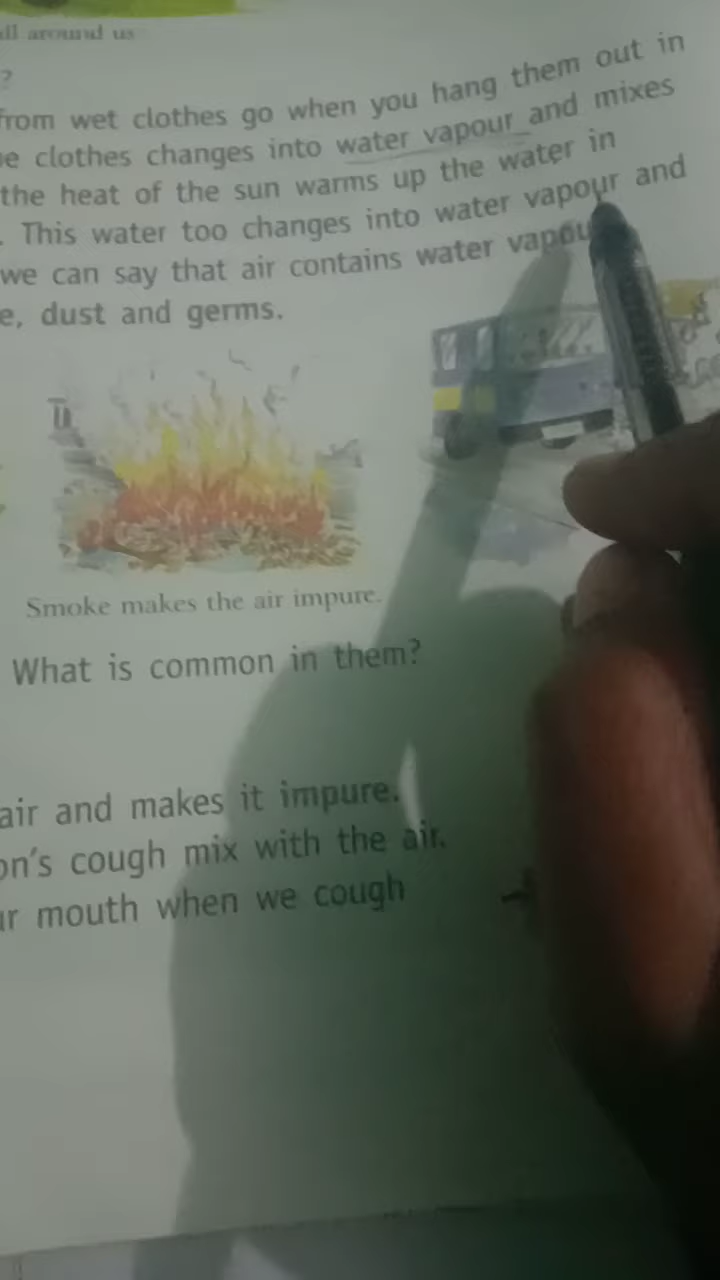 all around us
?
from wet clothes go when you hang them out in
e clothes changes into water vapour and mixes
the heat of the sun warms up the water in
. This water too changes into water vapour and
we can say that air contains water vapou
e, dust and germs.
Smoke makes the air impure.
What is common in them?
air and makes it impure.
on's cough mix with the air.
ur mouth when we cough